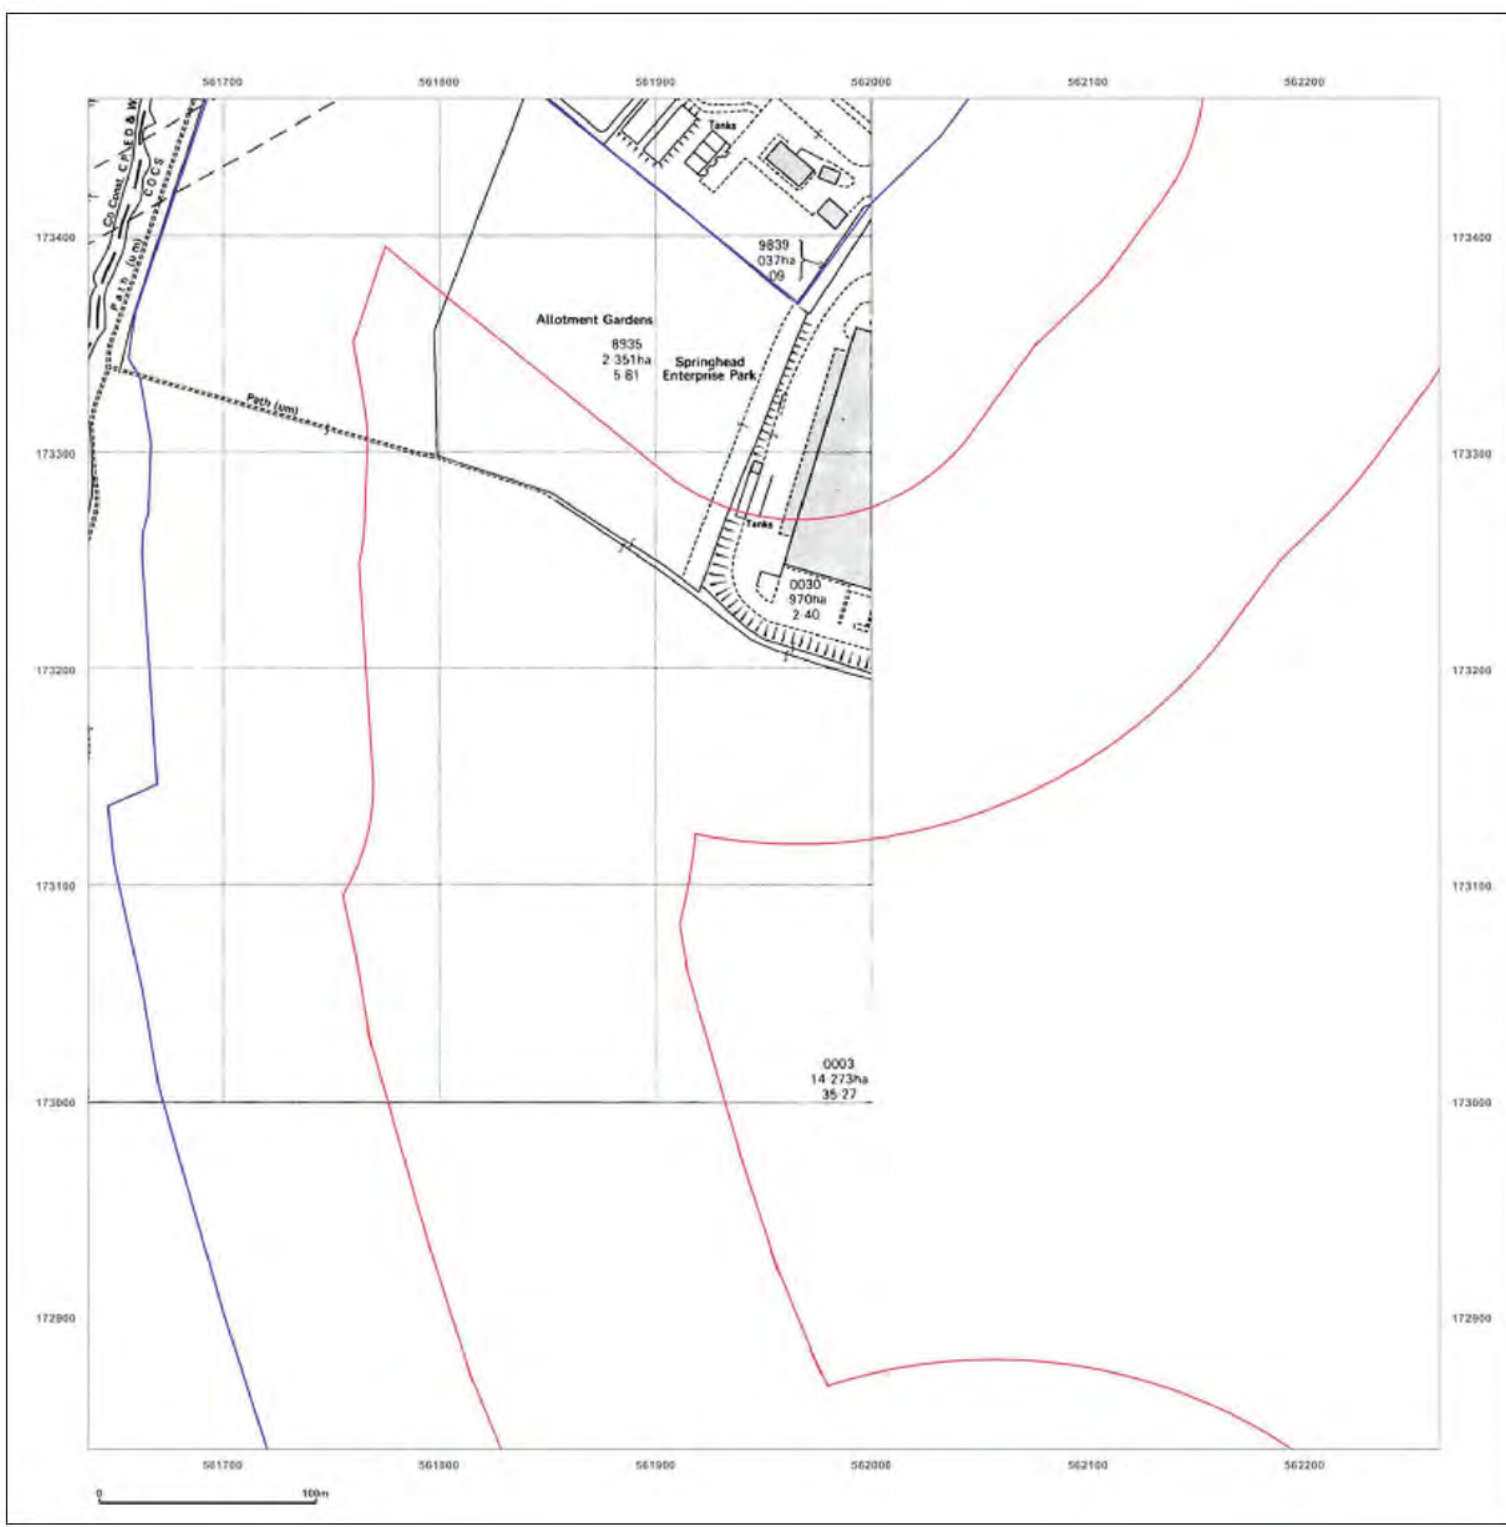 561700 561800 561900 562000 562100 562200
Co Const, C P, E D & W
C O C S
Path (um)
Tanks
173400 173400
9839
037ha
09
Allotment Gardens
8935
2 351ha
5 81
Springhead
Enterprise Park
Path (um)
173300 173300
Tanks
0030
970ha
2 40
173200 173200
173100 173100
0003
14 273ha
35 27
173000 173000
172900 172900
561700 561800 561900 562000 562100 562200
0 100m